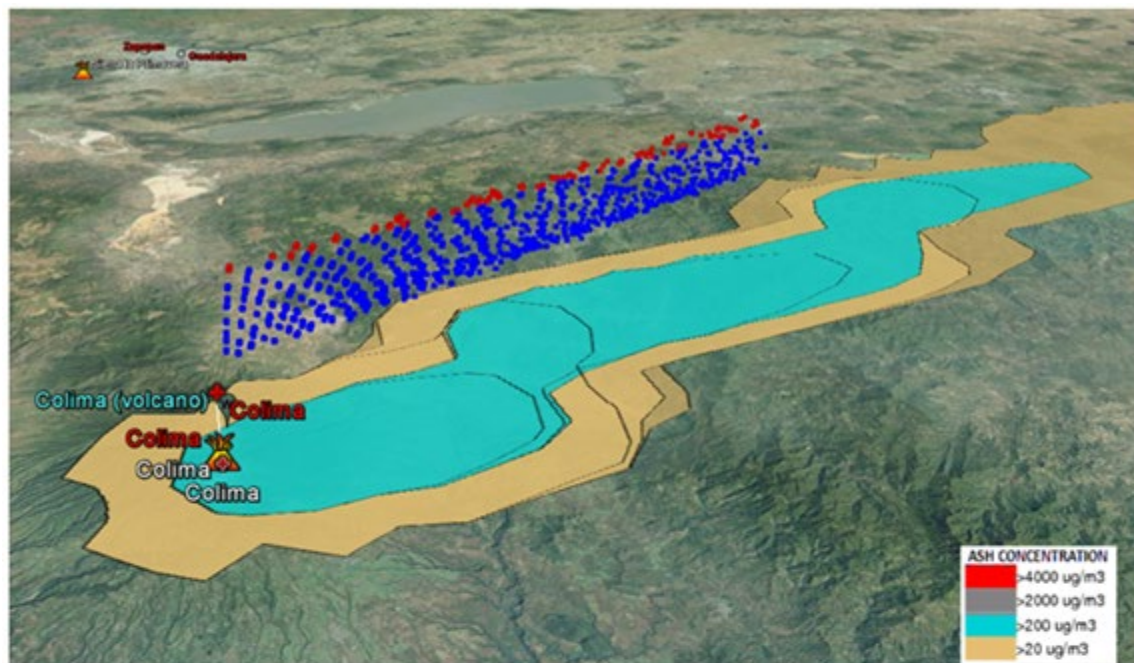 Zapopan
Guadalajara
Colima (volcano)
Colima
Colima
Colima
Colima
ASH CONCENTRATION
>4000 ug/m3
>2000 ug/m3
>200 ug/m3
>20 ug/m3